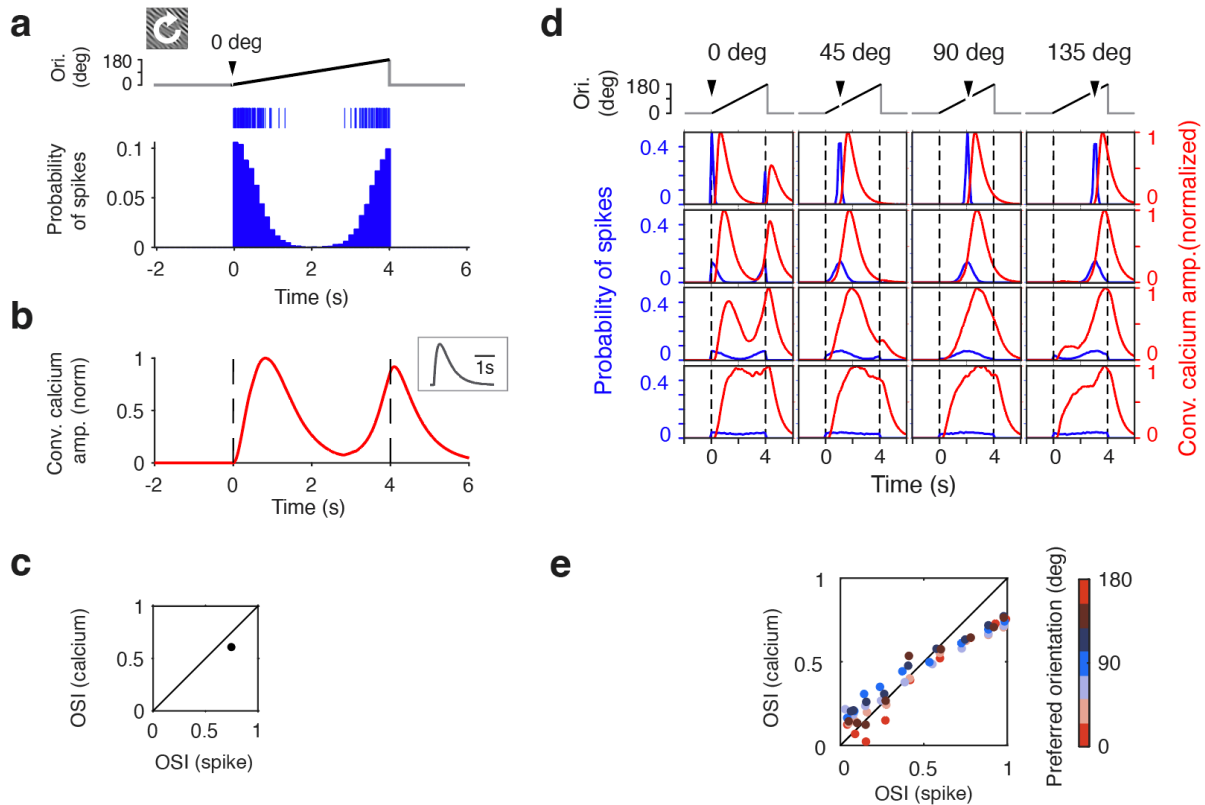 a
0 deg
Ori.
(deg)
180
0
Probability
of spikes
0.1
0.05
0
-2 0 2 4 6
Time (s)
b
Conv. calcium
amp. (norm)
1
0.5
0
1s
-2 0 2 4 6
Time (s)
c
OSI (calcium)
1
0.5
0
0 0.5 1
OSI (spike)
d
0 deg 45 deg 90 deg 135 deg
Ori.
(deg)
180
0
Probability of spikes
0.4
0
0.4
0
0.4
0
0.4
0
1
0
1
0
1
0
1
0
Conv. calcium amp.(normalized)
0 4 0 4 0 4 0 4
Time (s)
e
OSI (calcium)
1
0.5
0
0 0.5 1
OSI (spike)
Preferred orientation (deg)
180
90
0